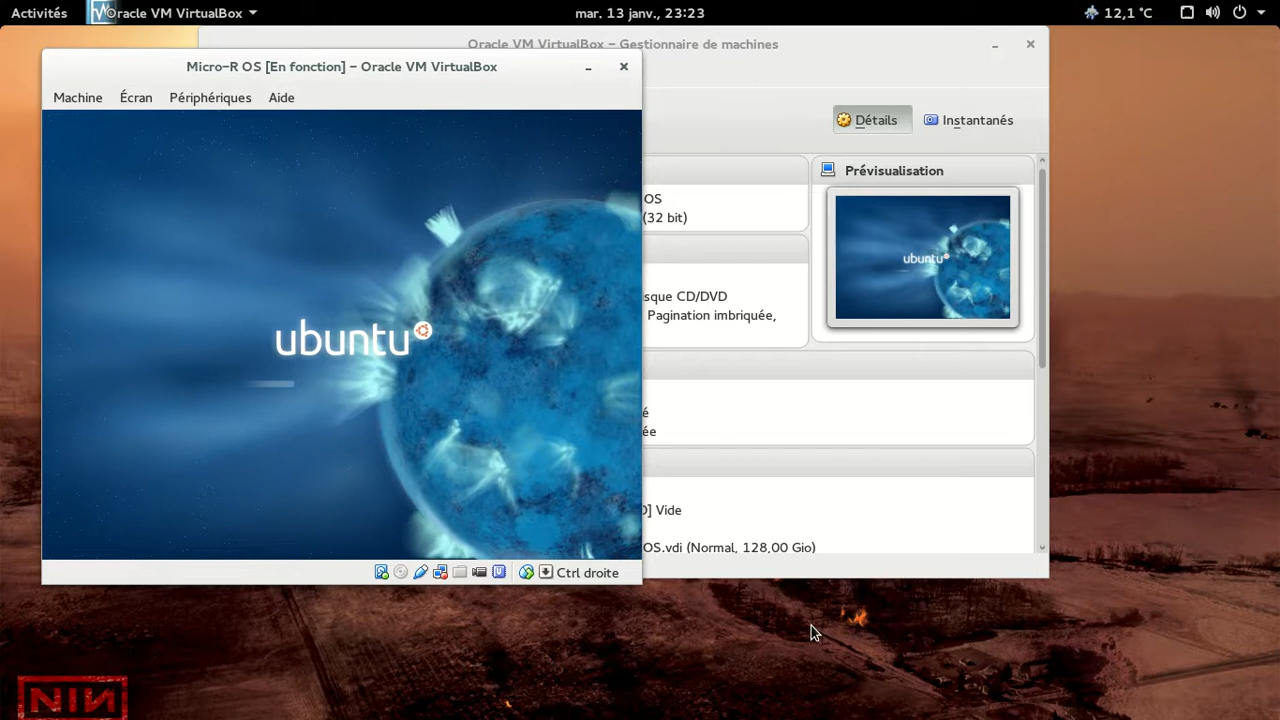 Activités
Oracle VM VirtualBox
mar. 13 janv., 23:23
12,1 °C
Oracle VM VirtualBox – Gestionnaire de machines
Micro-R OS [En fonction] – Oracle VM VirtualBox
Machine
Écran
Périphériques
Aide
Détails
Instantanés
Prévisualisation
OS
(32 bit)
ubuntu
sque CD/DVD
Pagination imbriquée,
ubuntu
é
ée
] Vide
OS.vdi (Normal, 128,00 Gio)
Ctrl droite
NIN